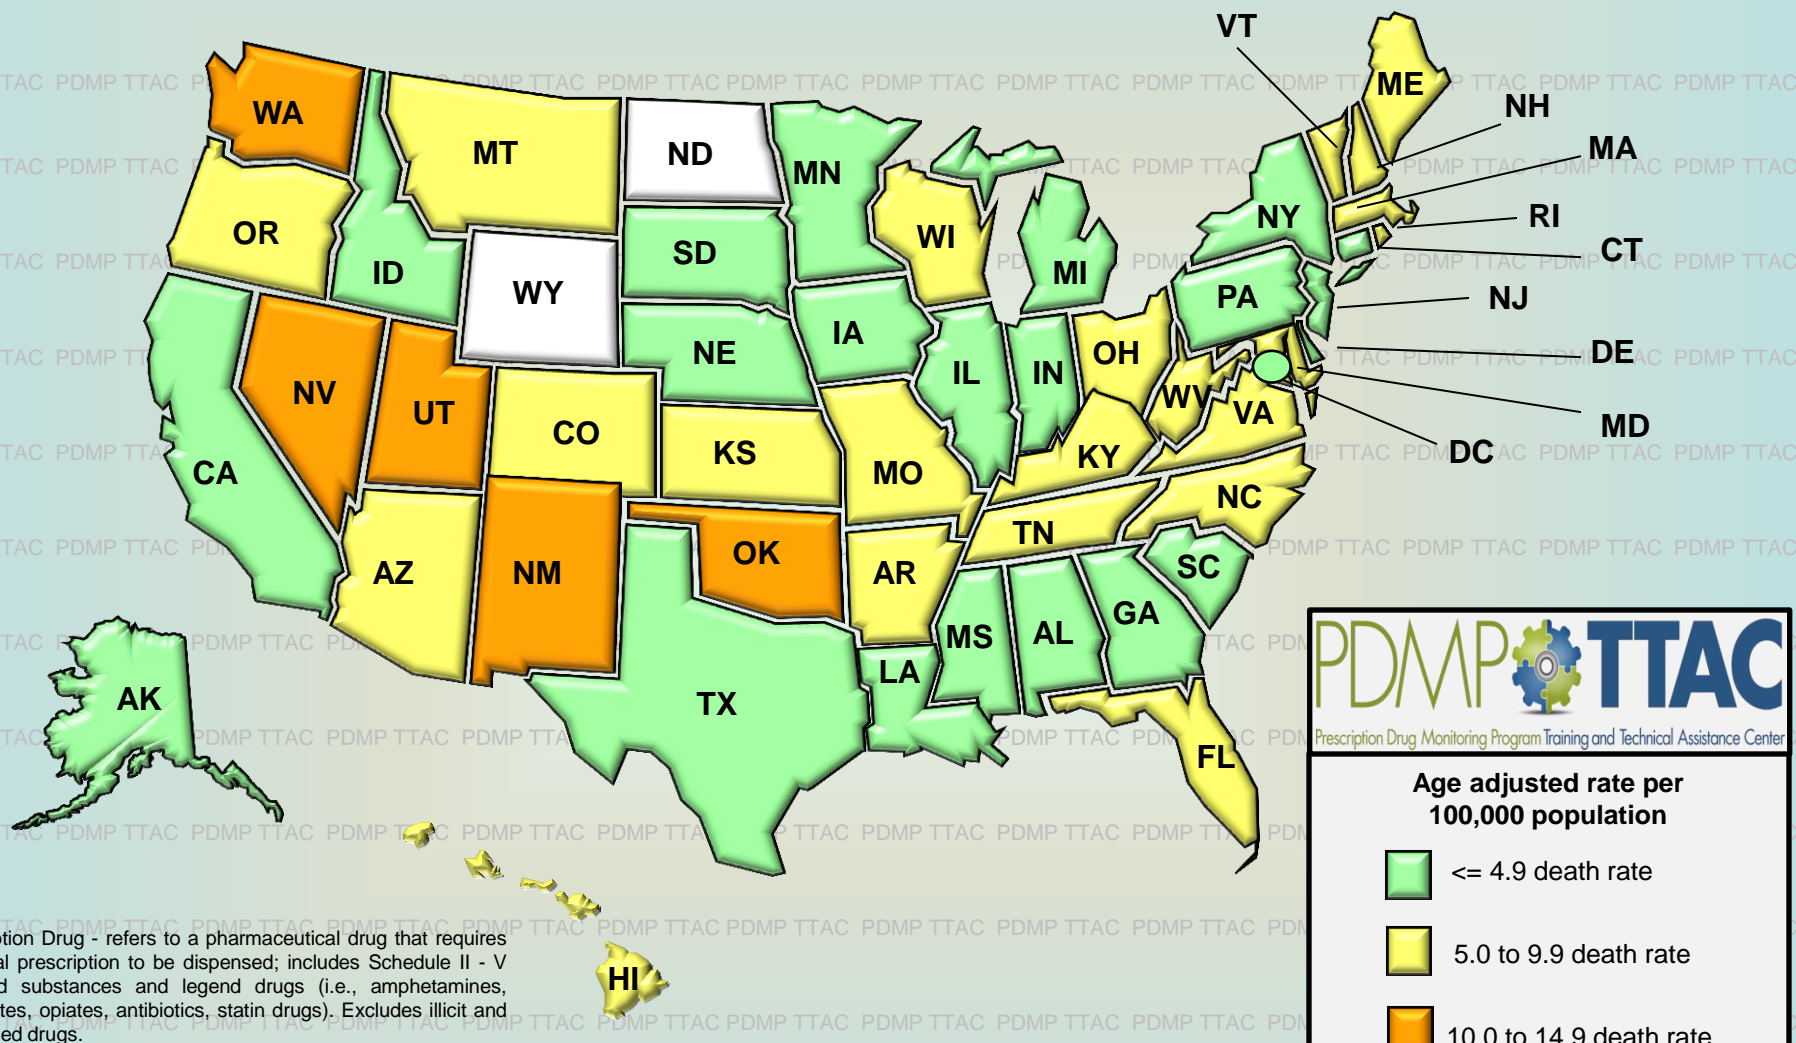 VT
ME
NH
MA
WA
MT
ND
MN
OR
ID
SD
WI
MI
NY
RI
CT
WY
PA
NJ
IA
NE
NV
UT
IL
IN
OH
DE
WV
VA
MD
DC
CO
KS
MO
KY
CA
NC
TN
AZ
NM
OK
AR
SC
MS
AL
GA
LA
AK
TX
FL
HI
PDMP TTAC
Prescription Drug Monitoring Program Training and Technical Assistance Center
Age adjusted rate per
100,000 population
<= 4.9 death rate
5.0 to 9.9 death rate
10.0 to 14.9 death rate
tion Drug - refers to a pharmaceutical drug that requires
al prescription to be dispensed; includes Schedule II - V
d substances and legend drugs (i.e., amphetamines,
tes, opiates, antibiotics, statin drugs). Excludes illicit and
ed drugs.